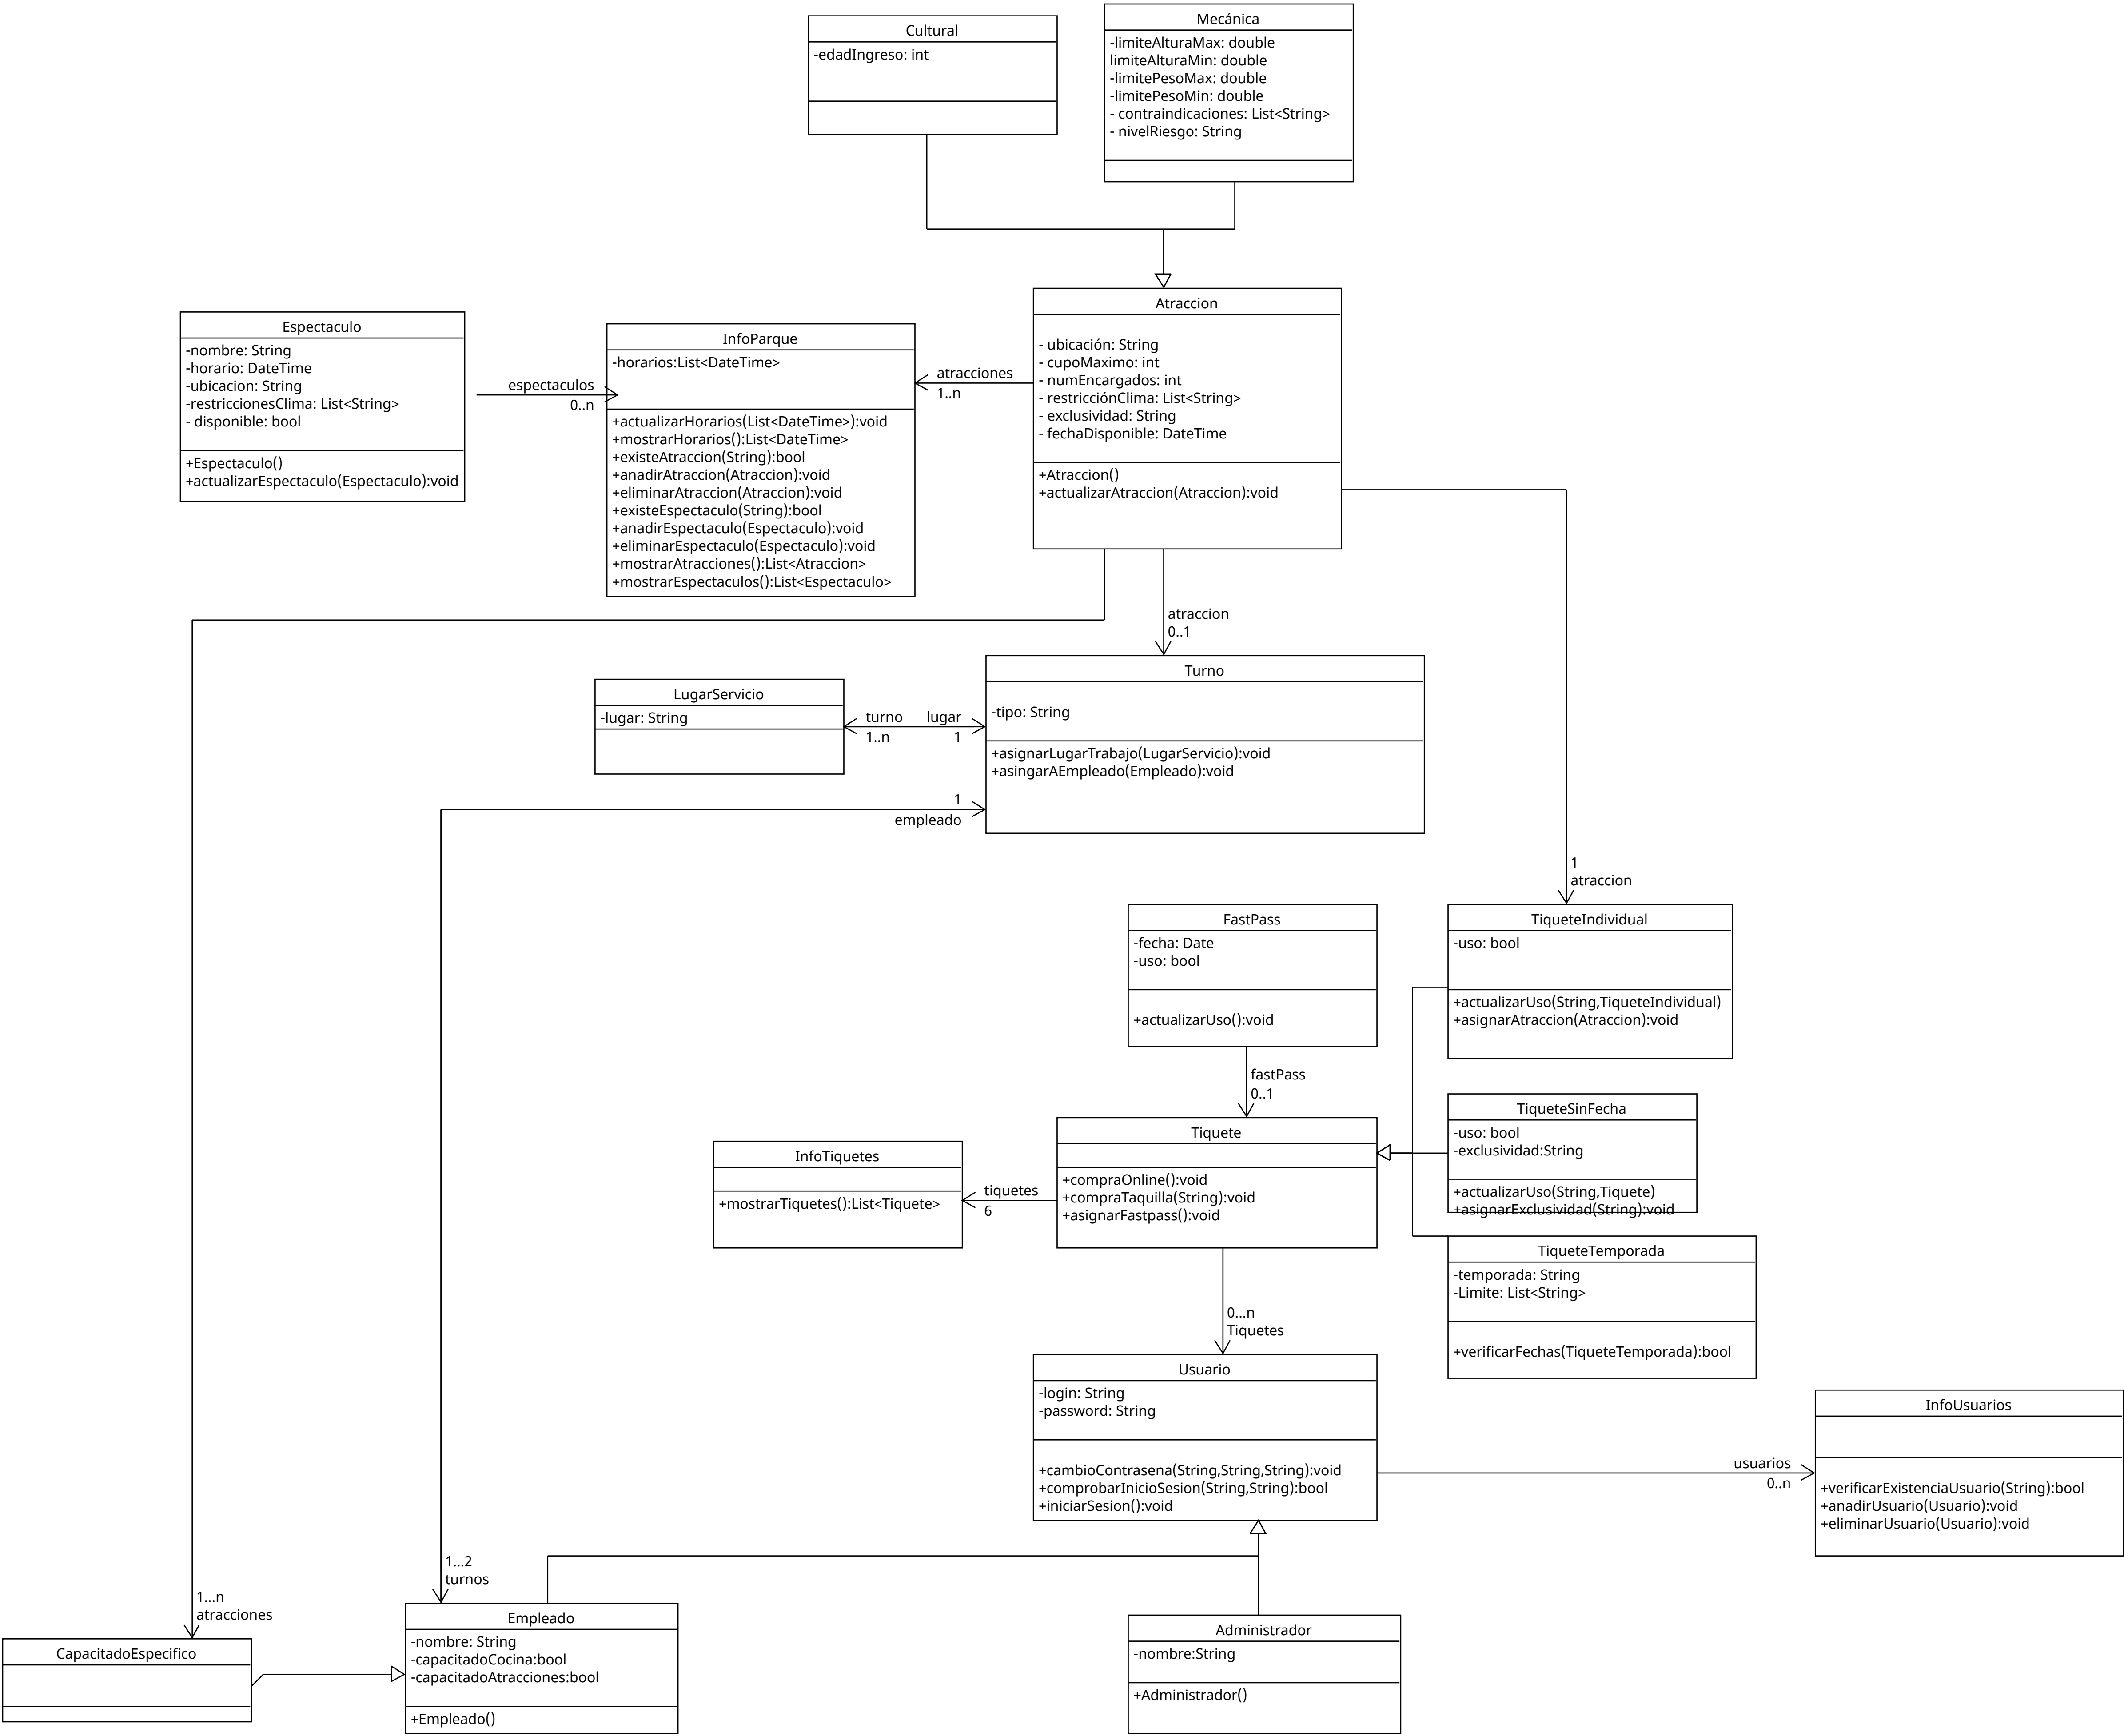 Cultural
-edadIngreso: int
Mecánica
-limiteAlturaMax: double
limiteAlturaMin: double
-limitePesoMax: double
-limitePesoMin: double
- contraindicaciones: List<String>
- nivelRiesgo: String
Espectaculo
-nombre: String
-horario: DateTime
-ubicacion: String
-restriccionesClima: List<String>
- disponible: bool
+Espectaculo()
+actualizarEspectaculo(Espectaculo):void
espectaculos
0..n
InfoParque
-horarios:List<DateTime>
+actualizarHorarios(List<DateTime>):void
+mostrarHorarios():List<DateTime>
+existeAtraccion(String):bool
+anadirAtraccion(Atraccion):void
+eliminarAtraccion(Atraccion):void
+existeEspectaculo(String):bool
+anadirEspectaculo(Espectaculo):void
+eliminarEspectaculo(Espectaculo):void
+mostrarAtracciones():List<Atraccion>
+mostrarEspectaculos():List<Espectaculo>
atracciones
1..n
Atraccion
- ubicación: String
- cupoMaximo: int
- numEncargados: int
- restricciónClima: List<String>
- exclusividad: String
- fechaDisponible: DateTime
+Atraccion()
+actualizarAtraccion(Atraccion):void
atraccion
0..1
LugarServicio
-lugar: String
turno
1..n
lugar
1
Turno
-tipo: String
+asignarLugarTrabajo(LugarServicio):void
+asingarAEmpleado(Empleado):void
1
empleado
1
atraccion
FastPass
-fecha: Date
-uso: bool
+actualizarUso():void
TiqueteIndividual
-uso: bool
+actualizarUso(String,TiqueteIndividual)
+asignarAtraccion(Atraccion):void
fastPass
0..1
InfoTiquetes
+mostrarTiquetes():List<Tiquete>
tiquetes
6
Tiquete
+compraOnline():void
+compraTaquilla(String):void
+asignarFastpass():void
TiqueteSinFecha
-uso: bool
-exclusividad:String
+actualizarUso(String,Tiquete)
+asignarExclusividad(String):void
TiqueteTemporada
-temporada: String
-Limite: List<String>
+verificarFechas(TiqueteTemporada):bool
0...n
Tiquetes
Usuario
-login: String
-password: String
+cambioContrasena(String,String,String):void
+comprobarInicioSesion(String,String):bool
+iniciarSesion():void
usuarios
0..n
InfoUsuarios
+verificarExistenciaUsuario(String):bool
+anadirUsuario(Usuario):void
+eliminarUsuario(Usuario):void
1...n
atracciones
1...2
turnos
CapacitadoEspecifico
Empleado
-nombre: String
-capacitadoCocina:bool
-capacitadoAtracciones:bool
+Empleado()
Administrador
-nombre:String
+Administrador()